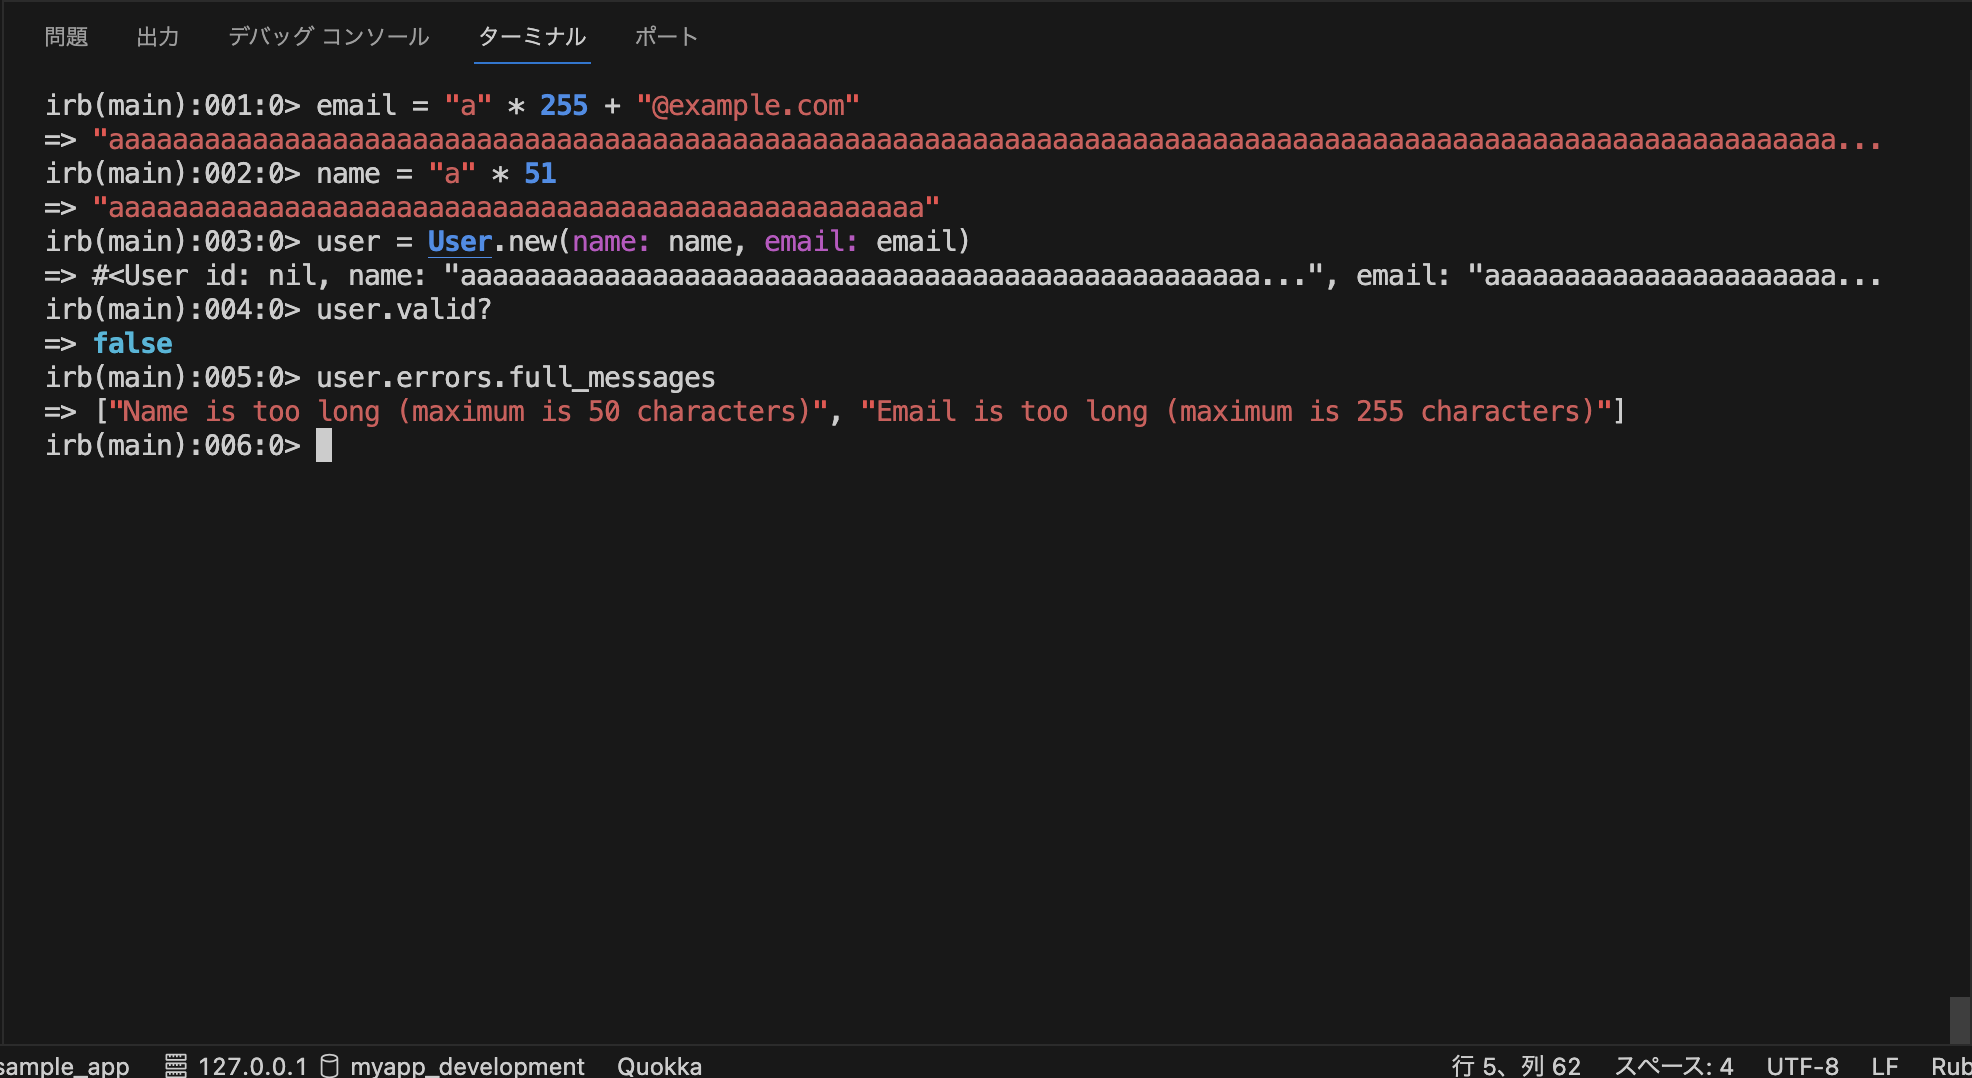 問題 出力 デバッグ コンソール ターミナル ポート
irb(main):001:0> email = "a" * 255 + "@example.com"
=> "aaaaaaaaaaaaaaaaaaaaaaaaaaaaaaaaaaaaaaaaaaaaaaaaaaaaaaaaaaaaaaaaaaaaaaaaaaaaaaaaaaaaaaaaaaaaaaaaaaaaaaaaaaaa...
irb(main):002:0> name = "a" * 51
=> "aaaaaaaaaaaaaaaaaaaaaaaaaaaaaaaaaaaaaaaaaaaaaaaaaaa"
irb(main):003:0> user = User.new(name: name, email: email)
=> #<User id: nil, name: "aaaaaaaaaaaaaaaaaaaaaaaaaaaaaaaaaaaaaaaaaaaaaaaaaa...", email: "aaaaaaaaaaaaaaaaaaaaaa...
irb(main):004:0> user.valid?
=> false
irb(main):005:0> user.errors.full_messages
=> ["Name is too long (maximum is 50 characters)", "Email is too long (maximum is 255 characters)"]
irb(main):006:0>
sample_app 127.0.0.1 myapp_development Quokka 行 5、列 62 スペース: 4 UTF-8 LF Rub